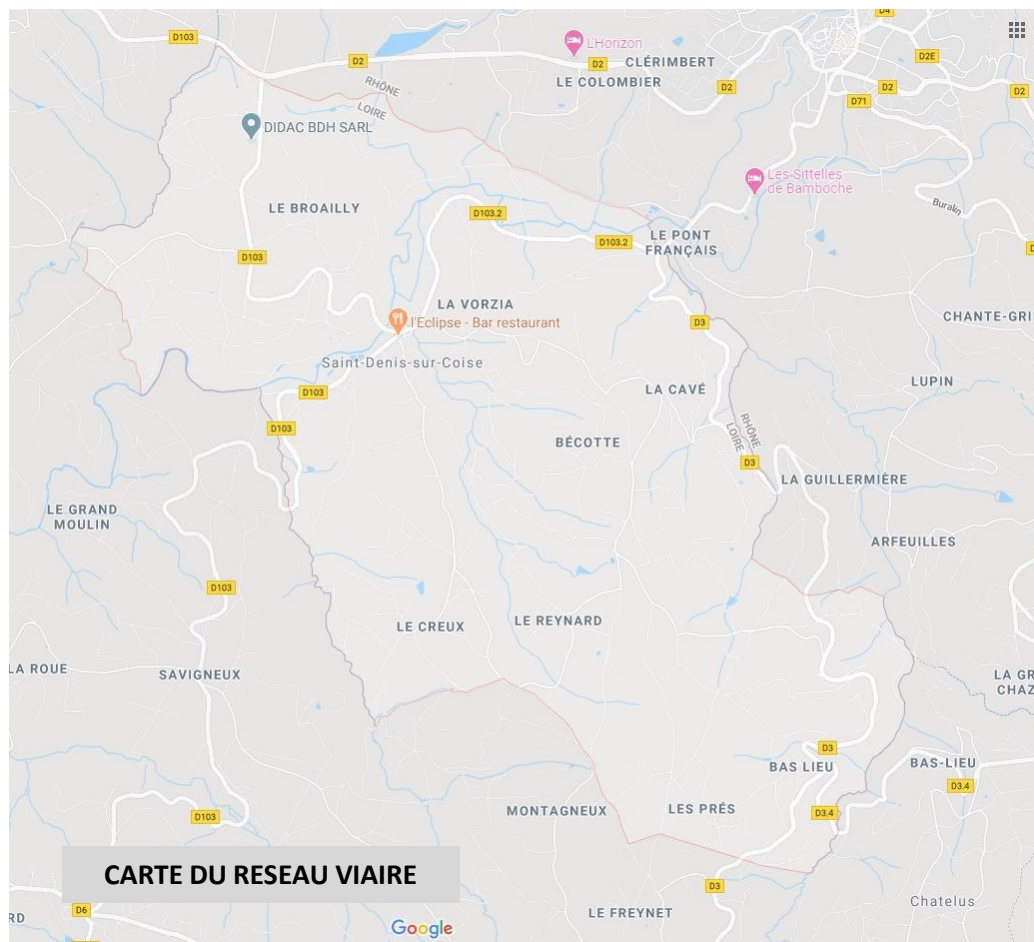 D4
D103
L'Horizon
D2
D2
CLÉRIMBERT
LE COLOMBIER
D2E
D2
D2
D2
D71
RHÔNE
LOIRE
DIDAC BDH SARL
Les Sittelles
de Bamboche
LE BROAILLY
D103.2
Buralin
D103.2
LE PONT
FRANÇAIS
D103
LA VORZIA
l'Eclipse - Bar restaurant
CHANTE-GRI
D3
Saint-Denis-sur-Coise
LUPIN
D103
LA CAVÉ
D103
BÉCOTTE
RHÔNE
LOIRE
D3
LA GUILLERMIÈRE
LE GRAND
MOULIN
ARFEUILLES
D103
LE CREUX
LE REYNARD
LA ROUE
SAVIGNEUX
LA GR
CHAZ
D3
BAS LIEU
BAS-LIEU
D3.4
MONTAGNEUX
LES PRÉS
D3.4
D103
CARTE DU RESEAU VIAIRE
D3
D6
RD
LE FREYNET
Chatelus
Google